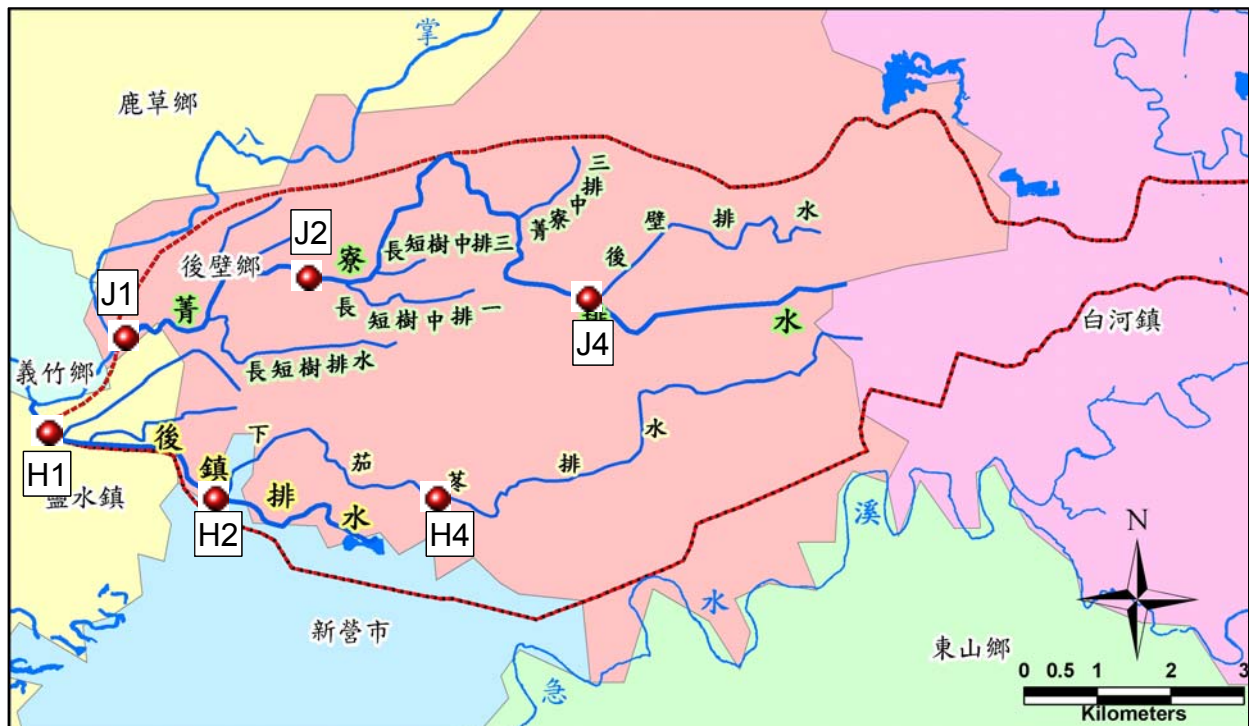 掌
鹿草鄉
八
三排中寮菁
水
排
壁
後
J2
寮
長短樹中排三
後壁鄉
J1
菁
長短樹中排一
排
水
J4
白河鎮
義竹鄉
長短樹排水
H1
後
下
水
鹽水鎮
鎮
茄
苳
排
排
水
H2
H4
溪
N
水
新營市
東山鄉
急
0 0.5 1 2 3
Kilometers